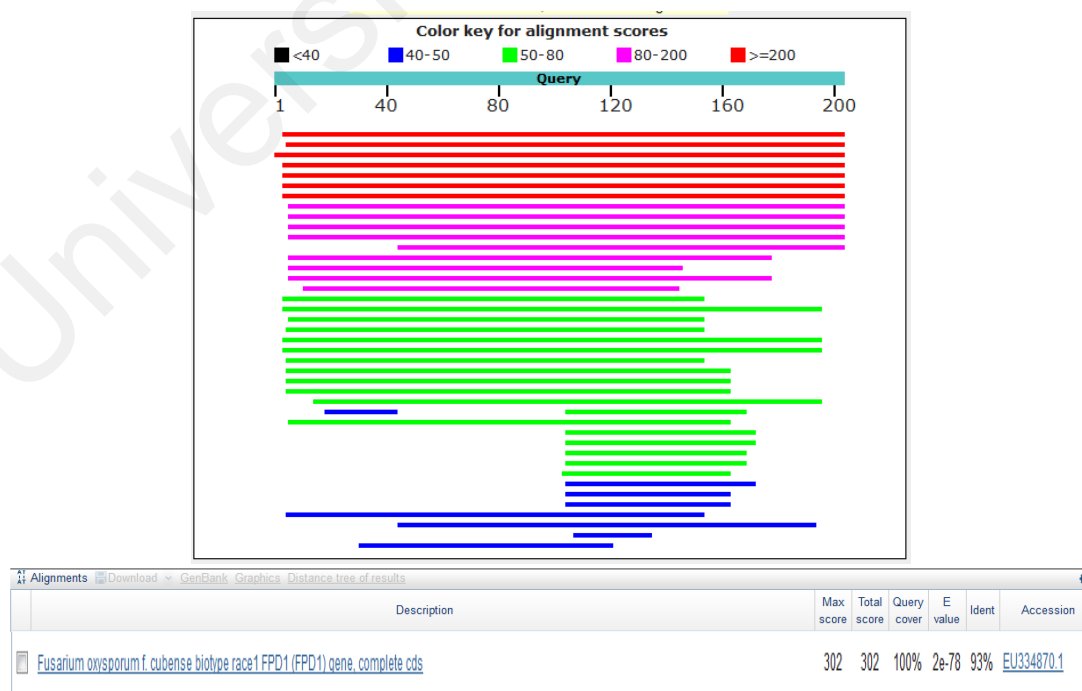 Color key for alignment scores
<40 40-50 50-80 80-200 >=200
Query
1 40 80 120 160 200
Alignments Download GenBank Graphics Distance tree of results
Description Max score Total score Query cover E value Ident Accession
Fusarium oxysporum f. cubense biotype race1 FPD1 (FPD1) gene, complete cds 302 302 100% 2e-78 93% EU334870.1
Universi